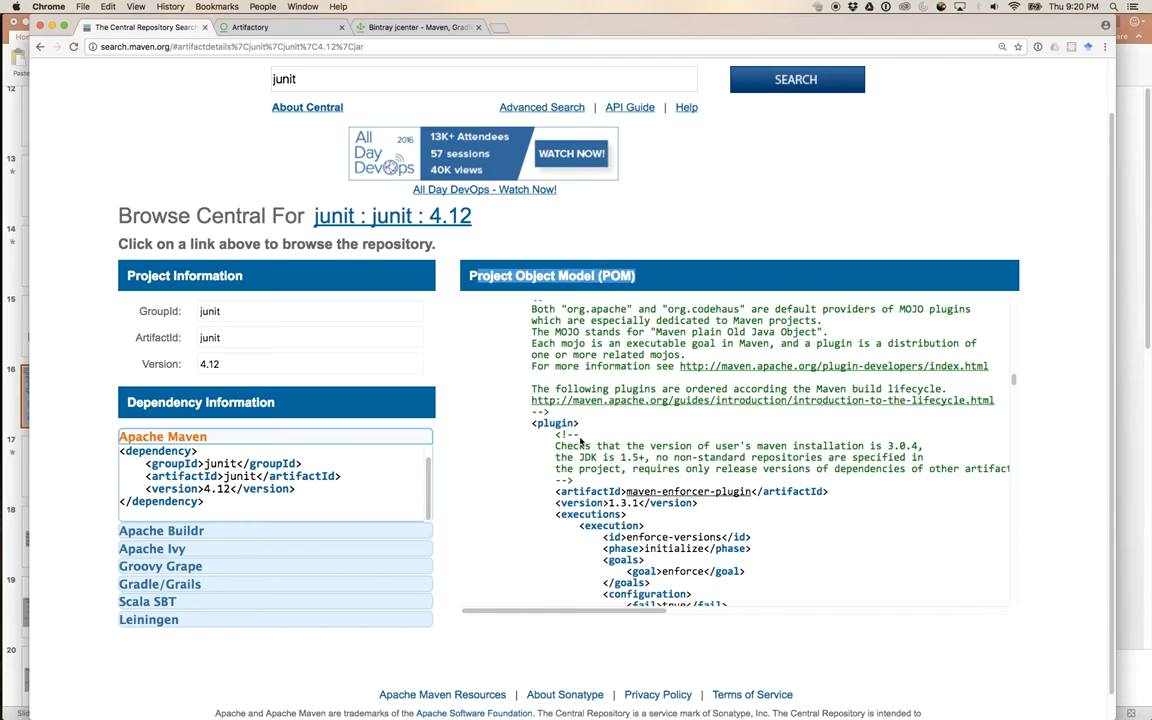 Chrome File Edit View History Bookmarks People Window Help
Thu 9:20 PM
The Central Repository Search
Artifactory
Bintray jcenter - Maven, Grad
search.maven.org/#artifactdetails%7Cjunit%7Cjunit%7C4.12%7Cjar
junit
SEARCH
About Central
Advanced Search | API Guide | Help
All Day DevOps 2016
13K+ Attendees
57 sessions
40K views
WATCH NOW!
All Day DevOps - Watch Now!
Browse Central For junit : junit : 4.12
Click on a link above to browse the repository.
Project Information
GroupId: junit
ArtifactId: junit
Version: 4.12
Dependency Information
Apache Maven
<dependency>
<groupId>junit</groupId>
<artifactId>junit</artifactId>
<version>4.12</version>
</dependency>
Apache Buildr
Apache Ivy
Groovy Grape
Gradle/Grails
Scala SBT
Leiningen
Project Object Model (POM)
Both "org.apache" and "org.codehaus" are default providers of MOJO plugins
which are especially dedicated to Maven projects.
The MOJO stands for "Maven plain Old Java Object".
Each mojo is an executable goal in Maven, and a plugin is a distribution of
one or more related mojos.
For more information see http://maven.apache.org/plugin-developers/index.html
The following plugins are ordered according the Maven build lifecycle.
http://maven.apache.org/guides/introduction/introduction-to-the-lifecycle.html
-->
<plugin>
<!--
Checks that the version of user's maven installation is 3.0.4,
the JDK is 1.5+, no non-standard repositories are specified in
the project, requires only release versions of dependencies of other artifact
-->
<artifactId>maven-enforcer-plugin</artifactId>
<version>1.3.1</version>
<executions>
<execution>
<id>enforce-versions</id>
<phase>initialize</phase>
<goals>
<goal>enforce</goal>
</goals>
<configuration>
<fail>true</fail>
Apache Maven Resources | About Sonatype | Privacy Policy | Terms of Service
Apache and Apache Maven are trademarks of the Apache Software Foundation. The Central Repository is a service mark of Sonatype, Inc. The Central Repository is intended to
12
13
14
15
16
17
18
19
20